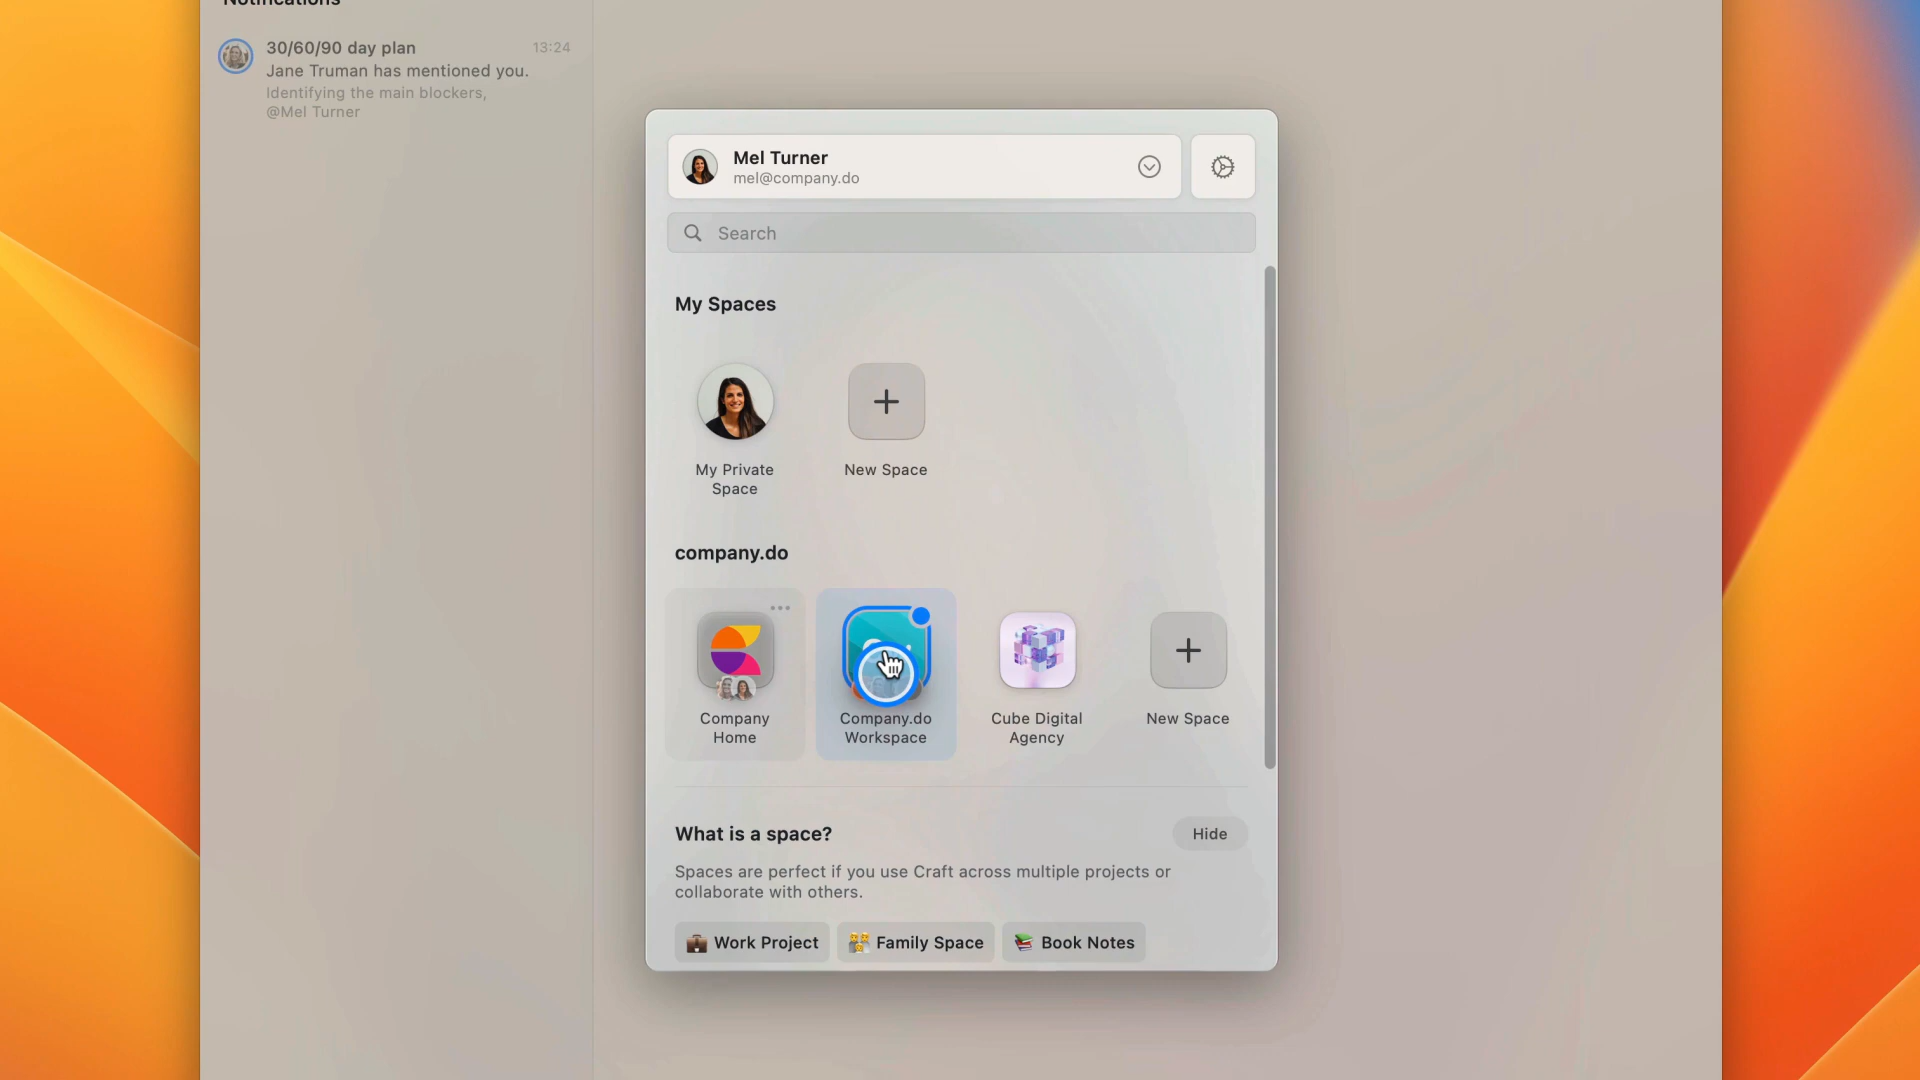 Notifications
30/60/90 day plan
13:24
Jane Truman has mentioned you.
Identifying the main blockers,
@Mel Turner
Mel Turner
mel@company.do
Search
My Spaces
My Private
Space
New Space
company.do
Company
Home
Company.do
Workspace
Cube Digital
Agency
New Space
What is a space?
Hide
Spaces are perfect if you use Craft across multiple projects or
collaborate with others.
Work Project
Family Space
Book Notes